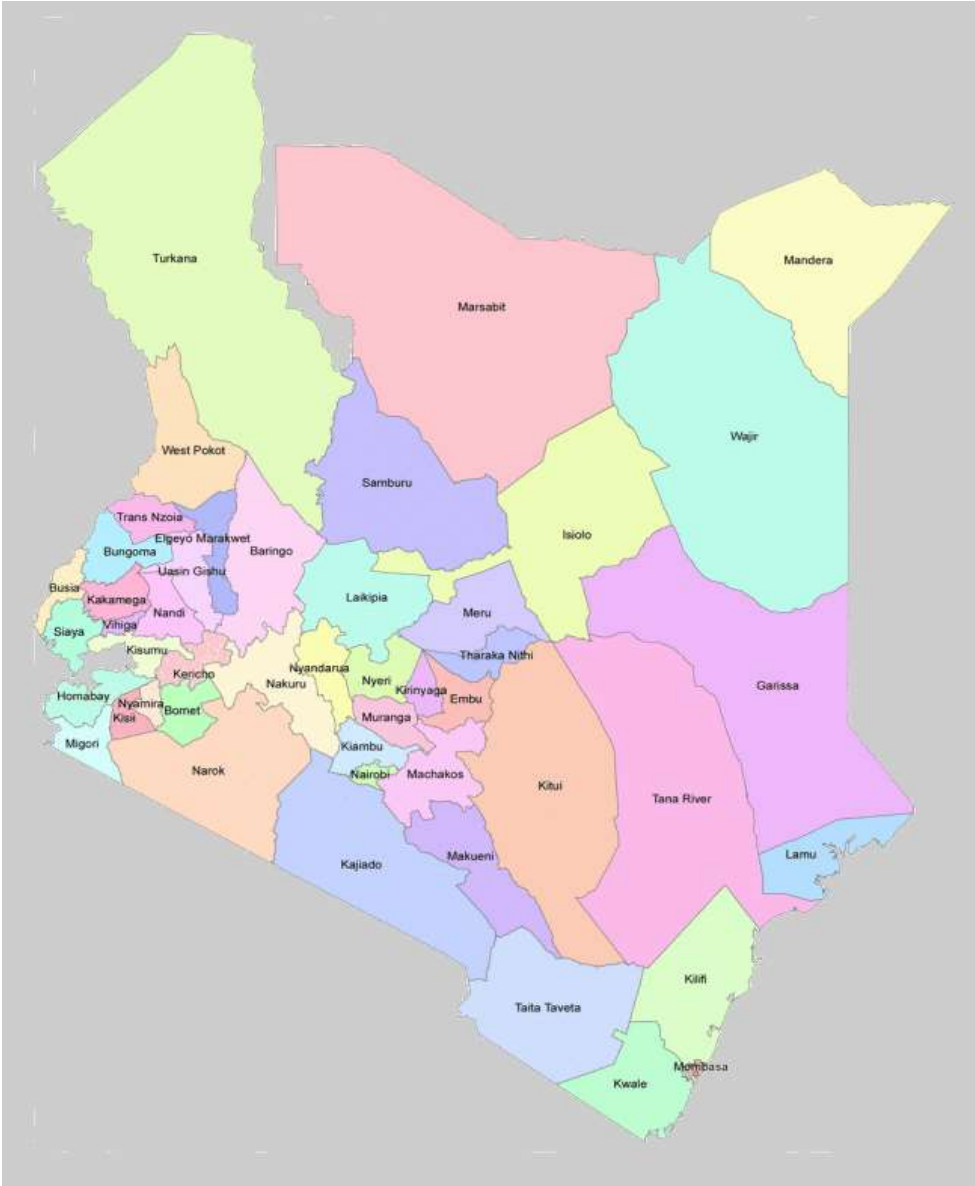 Turkana
Mandera
Marsabit
Wajir
West Pokot
Samburu
Trans Nzoia
Isiolo
Elgeyo Marakwet
Bungoma
Baringo
Uasin Gishu
Busia
Kakamega
Laikipia
Nandi
Meru
Vihiga
Siaya
Kisumu
Tharaka Nithi
Nyandarua
Kericho
Nyeri
Nakuru
Garissa
Kirinyaga
Homabay
Embu
Nyamira
Bomet
Kisii
Muranga
Migori
Kiambu
Narok
Nairobi
Machakos
Kitui
Tana River
Makueni
Lamu
Kajiado
Kilifi
Taita Taveta
Mombasa
Kwale